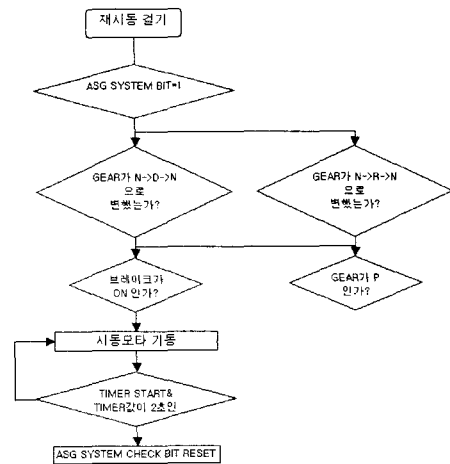 재시동 걸기
ASG SYSTEM BIT=1
GEAR가 N->D->N
으로
변했는가?
GEAR가 N->R->N
으로
변했는가?
브레이크가
ON 인가?
GEAR가 P
인가?
시동모타 기동
TIMER START&
TIMER값이 2초인
ASG SYSTEM CHECK BIT RESET